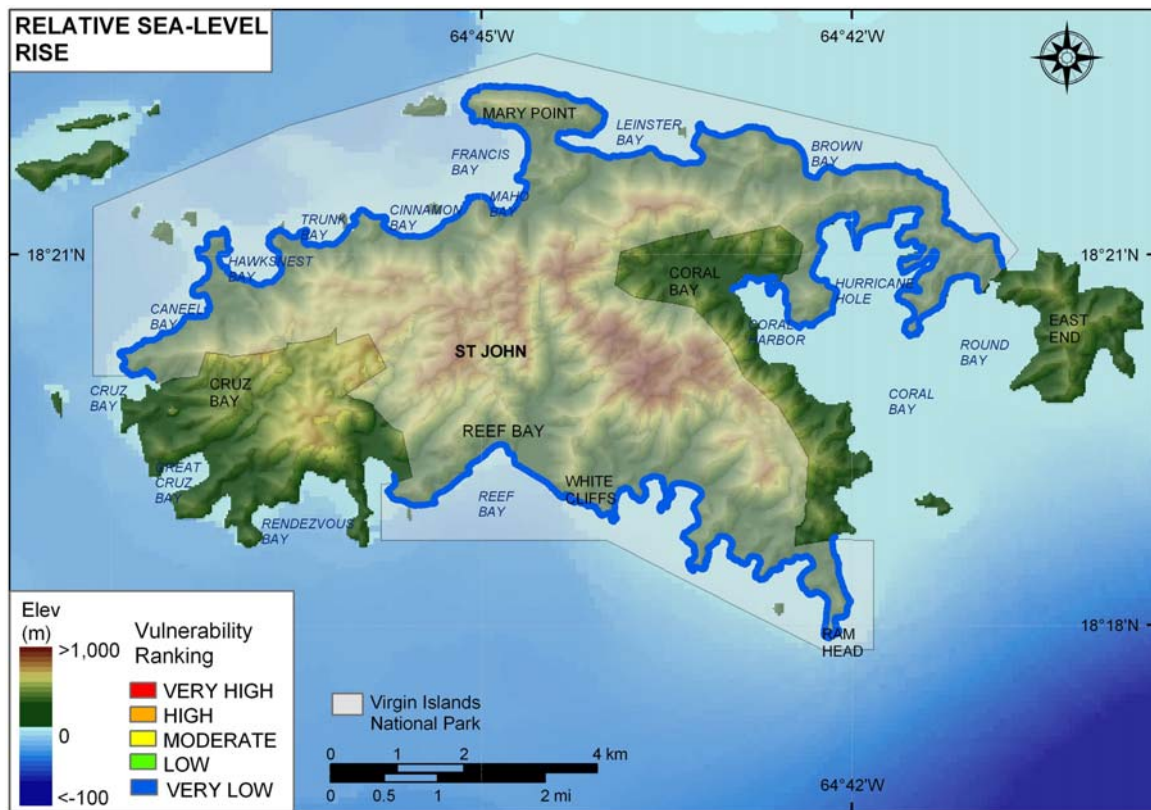 RELATIVE SEA-LEVEL
RISE
64°45'W
64°42'W
MARY POINT
LEINSTER
BAY
BROWN
BAY
FRANCIS
BAY
MAHO
BAY
CINNAMON
BAY
TRUNK
BAY
18°21'N
18°21'N
HAWKSNEST
BAY
CORAL
BAY
HURRICANE
HOLE
CANEEL
BAY
CORAL
HARBOR
EAST
END
ROUND
BAY
ST JOHN
CRUZ
BAY
CRUZ
BAY
CORAL
BAY
REEF BAY
GREAT
CRUZ
BAY
WHITE
CLIFFS
REEF
BAY
RENDEZVOUS
BAY
18°18'N
RAM
HEAD
Elev
(m)
>1,000
0
<-100
Vulnerability
Ranking
VERY HIGH
HIGH
MODERATE
LOW
VERY LOW
Virgin Islands
National Park
0 1 2 4 km
0 0.5 1 2 mi
64°42'W